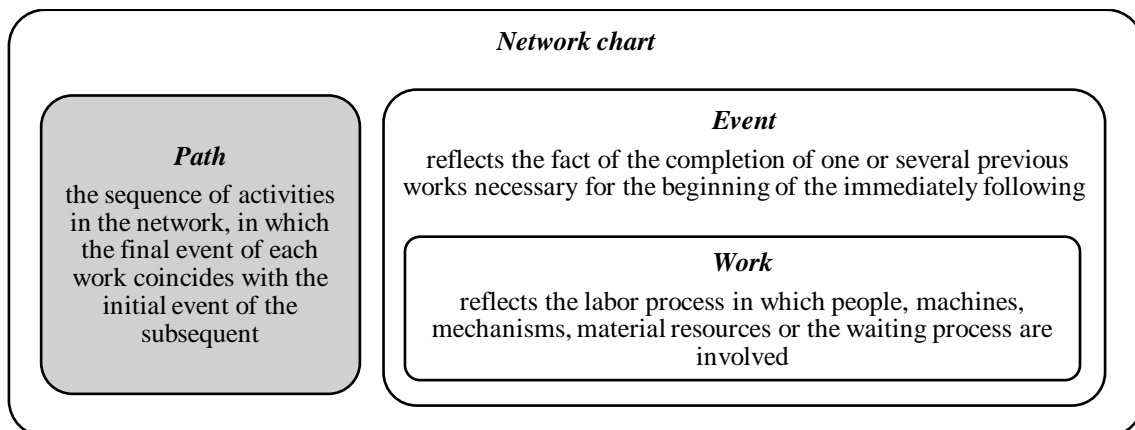 Network chart
Path
the sequence of activities
in the network, in which
the final event of each
work coincides with the
initial event of the
subsequent
Event
reflects the fact of the completion of one or several previous
works necessary for the beginning of the immediately following
Work
reflects the labor process in which people, machines,
mechanisms, material resources or the waiting process are
involved